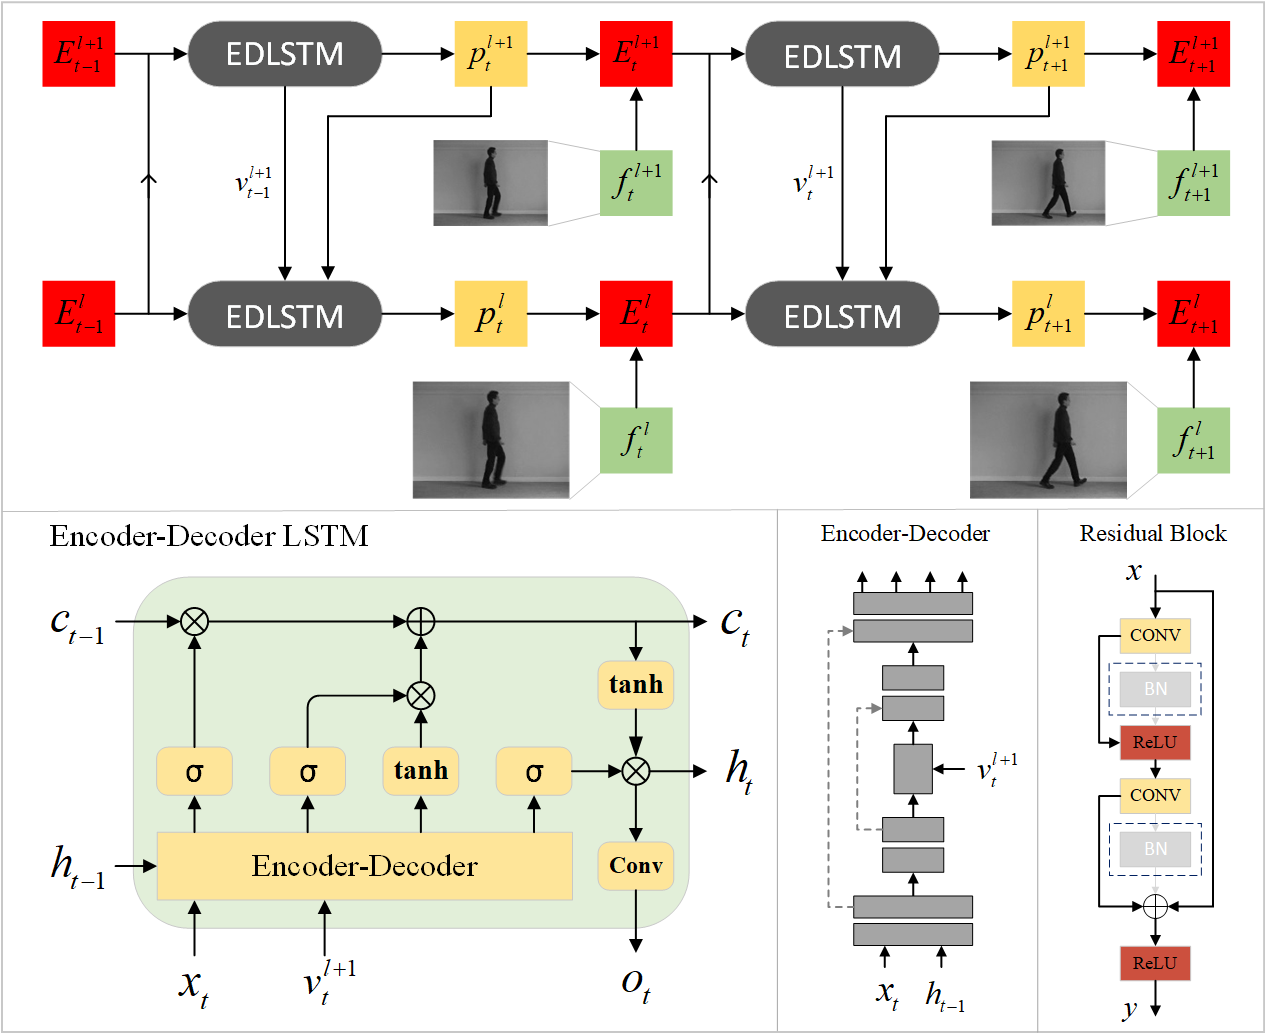 E_{t-1}^{l+1} EDLSTM p_t^{l+1} E_t^{l+1} EDLSTM p_{t+1}^{l+1} E_{t+1}^{l+1}
v_{t-1}^{l+1} f_t^{l+1} v_t^{l+1} f_{t+1}^{l+1}
E_{t-1}^l EDLSTM p_t^l E_t^l EDLSTM p_{t+1}^l E_{t+1}^l
f_t^l f_{t+1}^l
Encoder-Decoder LSTM
c_{t-1} c_t
tanh
σ σ tanh σ h_t
h_{t-1} Encoder-Decoder Conv
x_t v_t^{l+1} o_t
Encoder-Decoder
v_t^{l+1}
x_t h_{t-1}
Residual Block
x
CONV
BN
ReLU
CONV
BN
ReLU
y